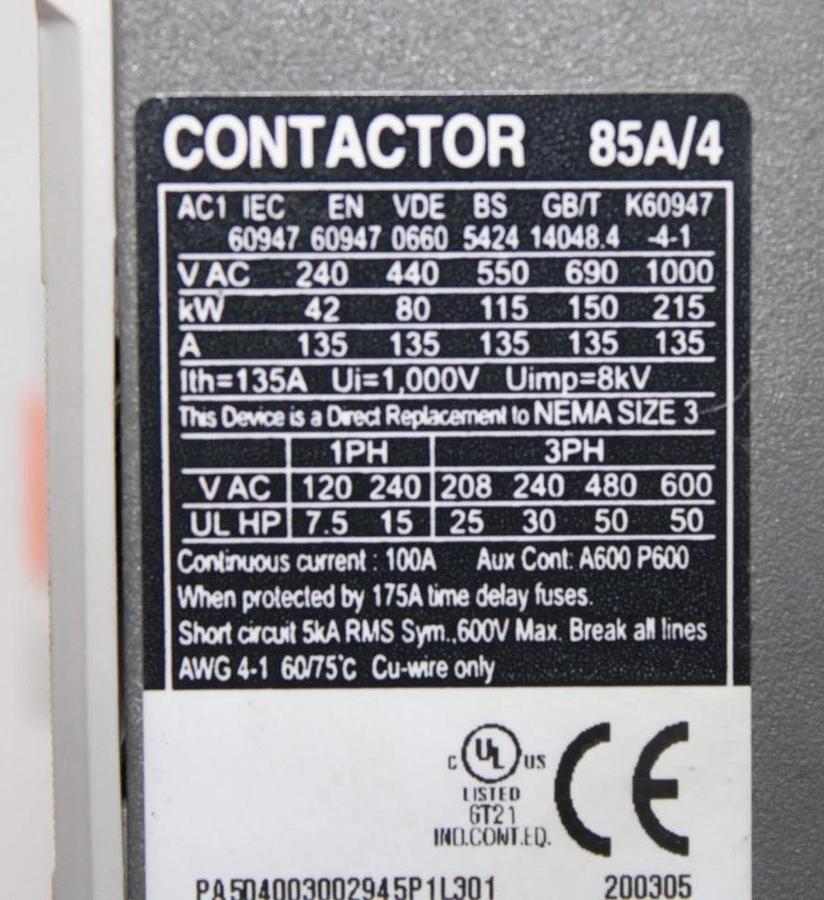 CONTACTOR 85A/4
AC1 IEC EN VDE BS GB/T K60947
60947 60947 0660 5424 14048.4 -4-1
V AC 240 440 550 690 1000
kW 42 80 115 150 215
A 135 135 135 135 135
Ith=135A Ui=1,000V Uimp=8kV
This Device is a Direct Replacement to NEMA SIZE 3
1PH 3PH
V AC 120 240 208 240 480 600
UL HP 7.5 15 25 30 50 50
Continuous current : 100A Aux Cont: A600 P600
When protected by 175A time delay fuses.
Short circuit 5kA RMS Sym.,600V Max. Break all lines
AWG 4-1 60/75°C Cu-wire only
C UL US CE
LISTED
6T21
IND.CONT.EQ.
PA504003002945P1L301 200305